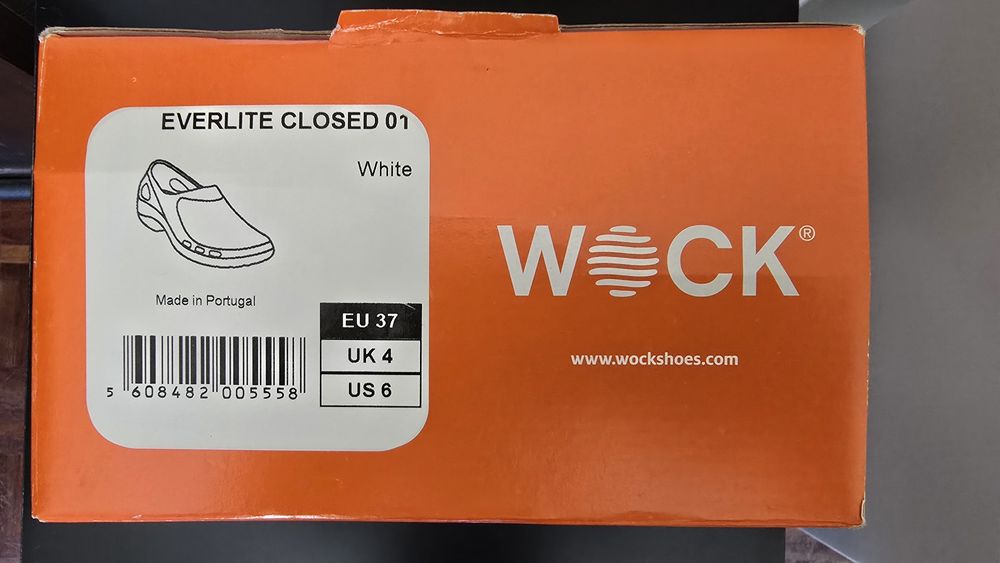 EVERLITE CLOSED 01
White
Made in Portugal
EU 37
UK 4
US 6
5 608482 005558
WOCK®
www.wockshoes.com